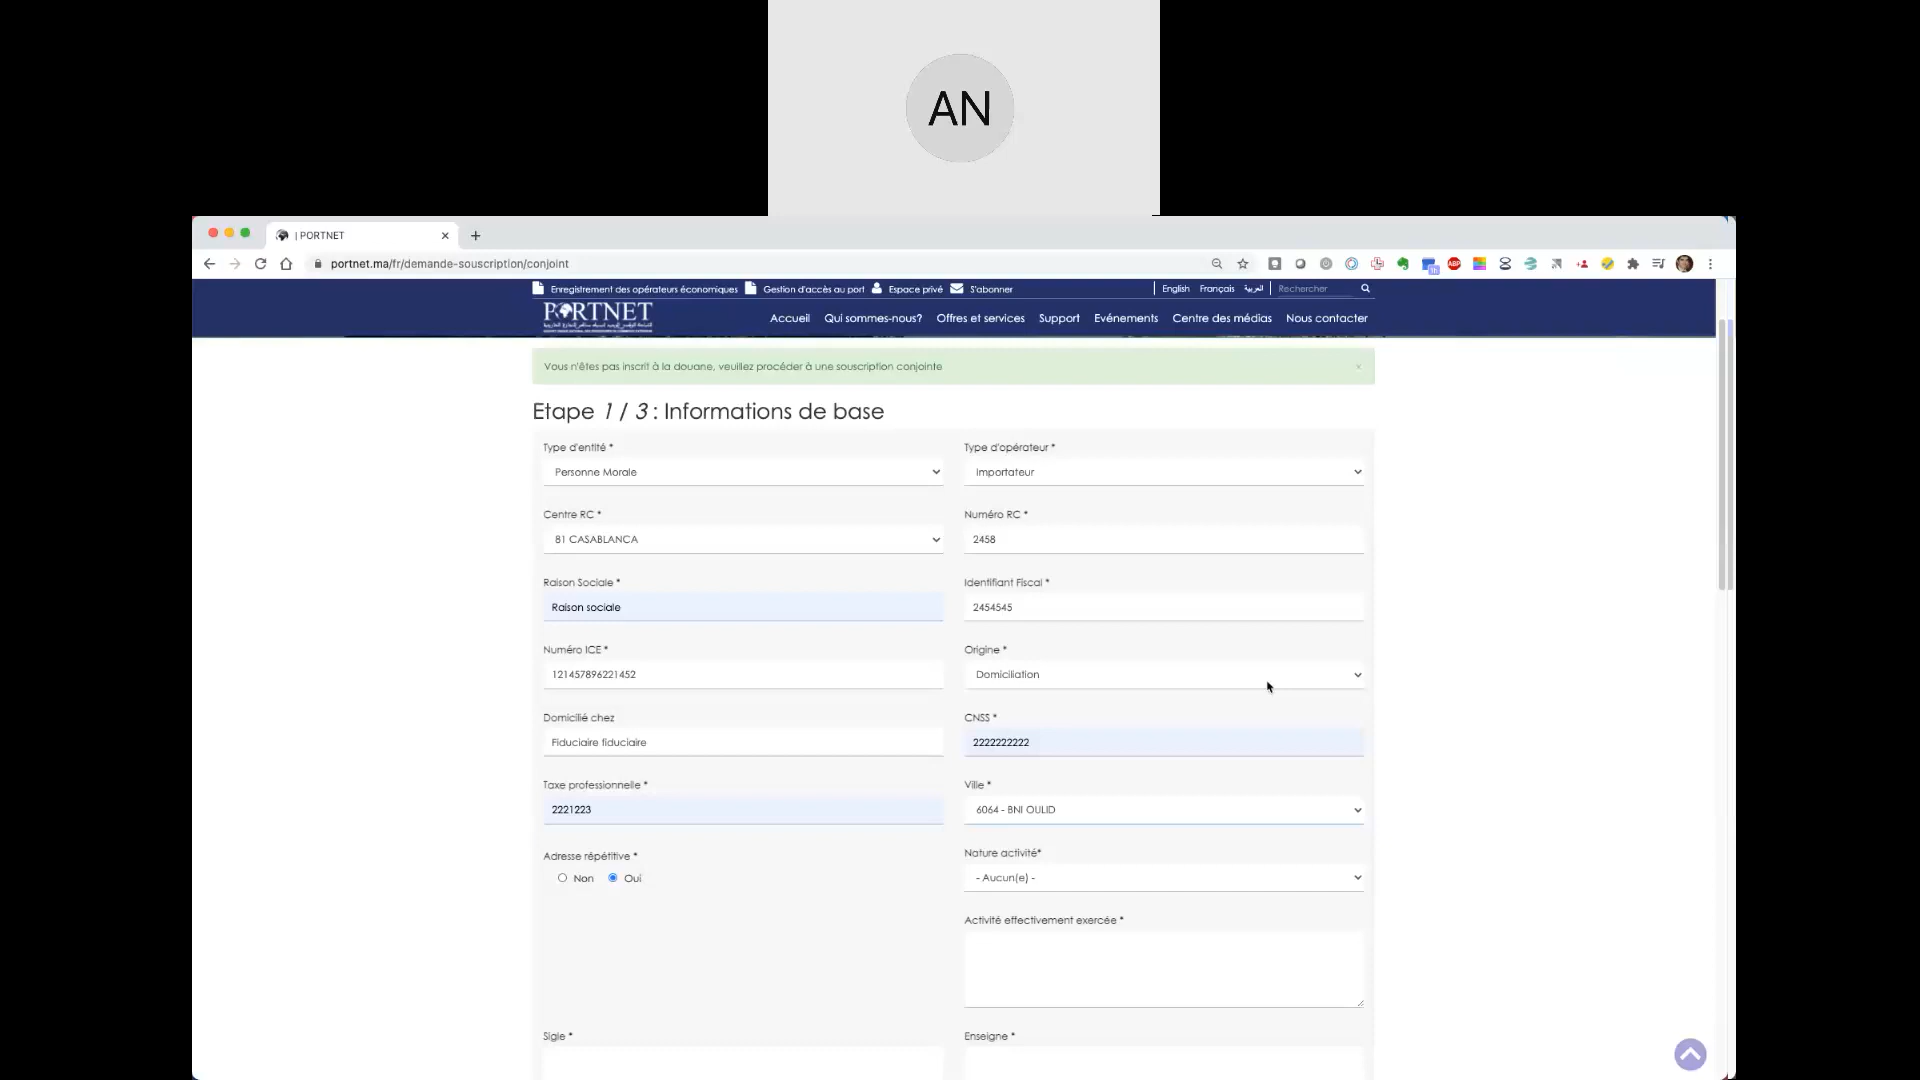 AN
| PORTNET
portnet.ma/fr/demande-souscription/conjoint
Enregistrement des opérateurs économiques Gestion d'accès au port Espace privé S'abonner English Français العربية Rechercher
PORTNET
Accueil Qui sommes-nous? Offres et services Support Evénements Centre des médias Nous contacter
Vous n'êtes pas inscrit à la douane, veuillez procéder à une souscription conjointe ×
Etape 1 / 3 : Informations de base
Type d'entité * Type d'opérateur *
Personne Morale Importateur
Centre RC * Numéro RC *
81 CASABLANCA 2458
Raison Sociale * Identifiant Fiscal *
Raison sociale 2454545
Numéro ICE * Origine *
121457896221452 Domiciliation
Domicilié chez CNSS *
Fiduciaire fiduciaire 2222222222
Taxe professionnelle * Ville *
2221223 6064 - BNI OULID
Adresse répétitive * Nature activité*
Non Oui - Aucun(e) -
Activité effectivement exercée *
Sigle * Enseigne *